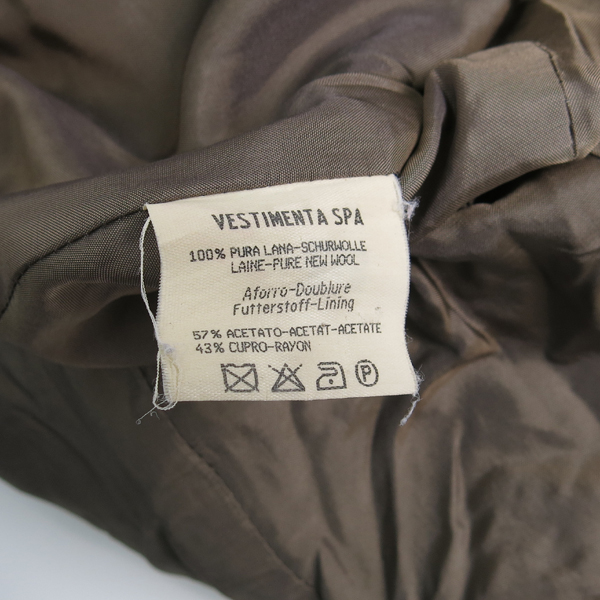 VESTIMENTA SPA
100% PURA LANA-SCHURWOLLE
LAINE-PURE NEW WOOL
Aforro-Doublure
Futterstoff-Lining
57% ACETATO-ACETAT-ACETATE
43% CUPRO-RAYON
P